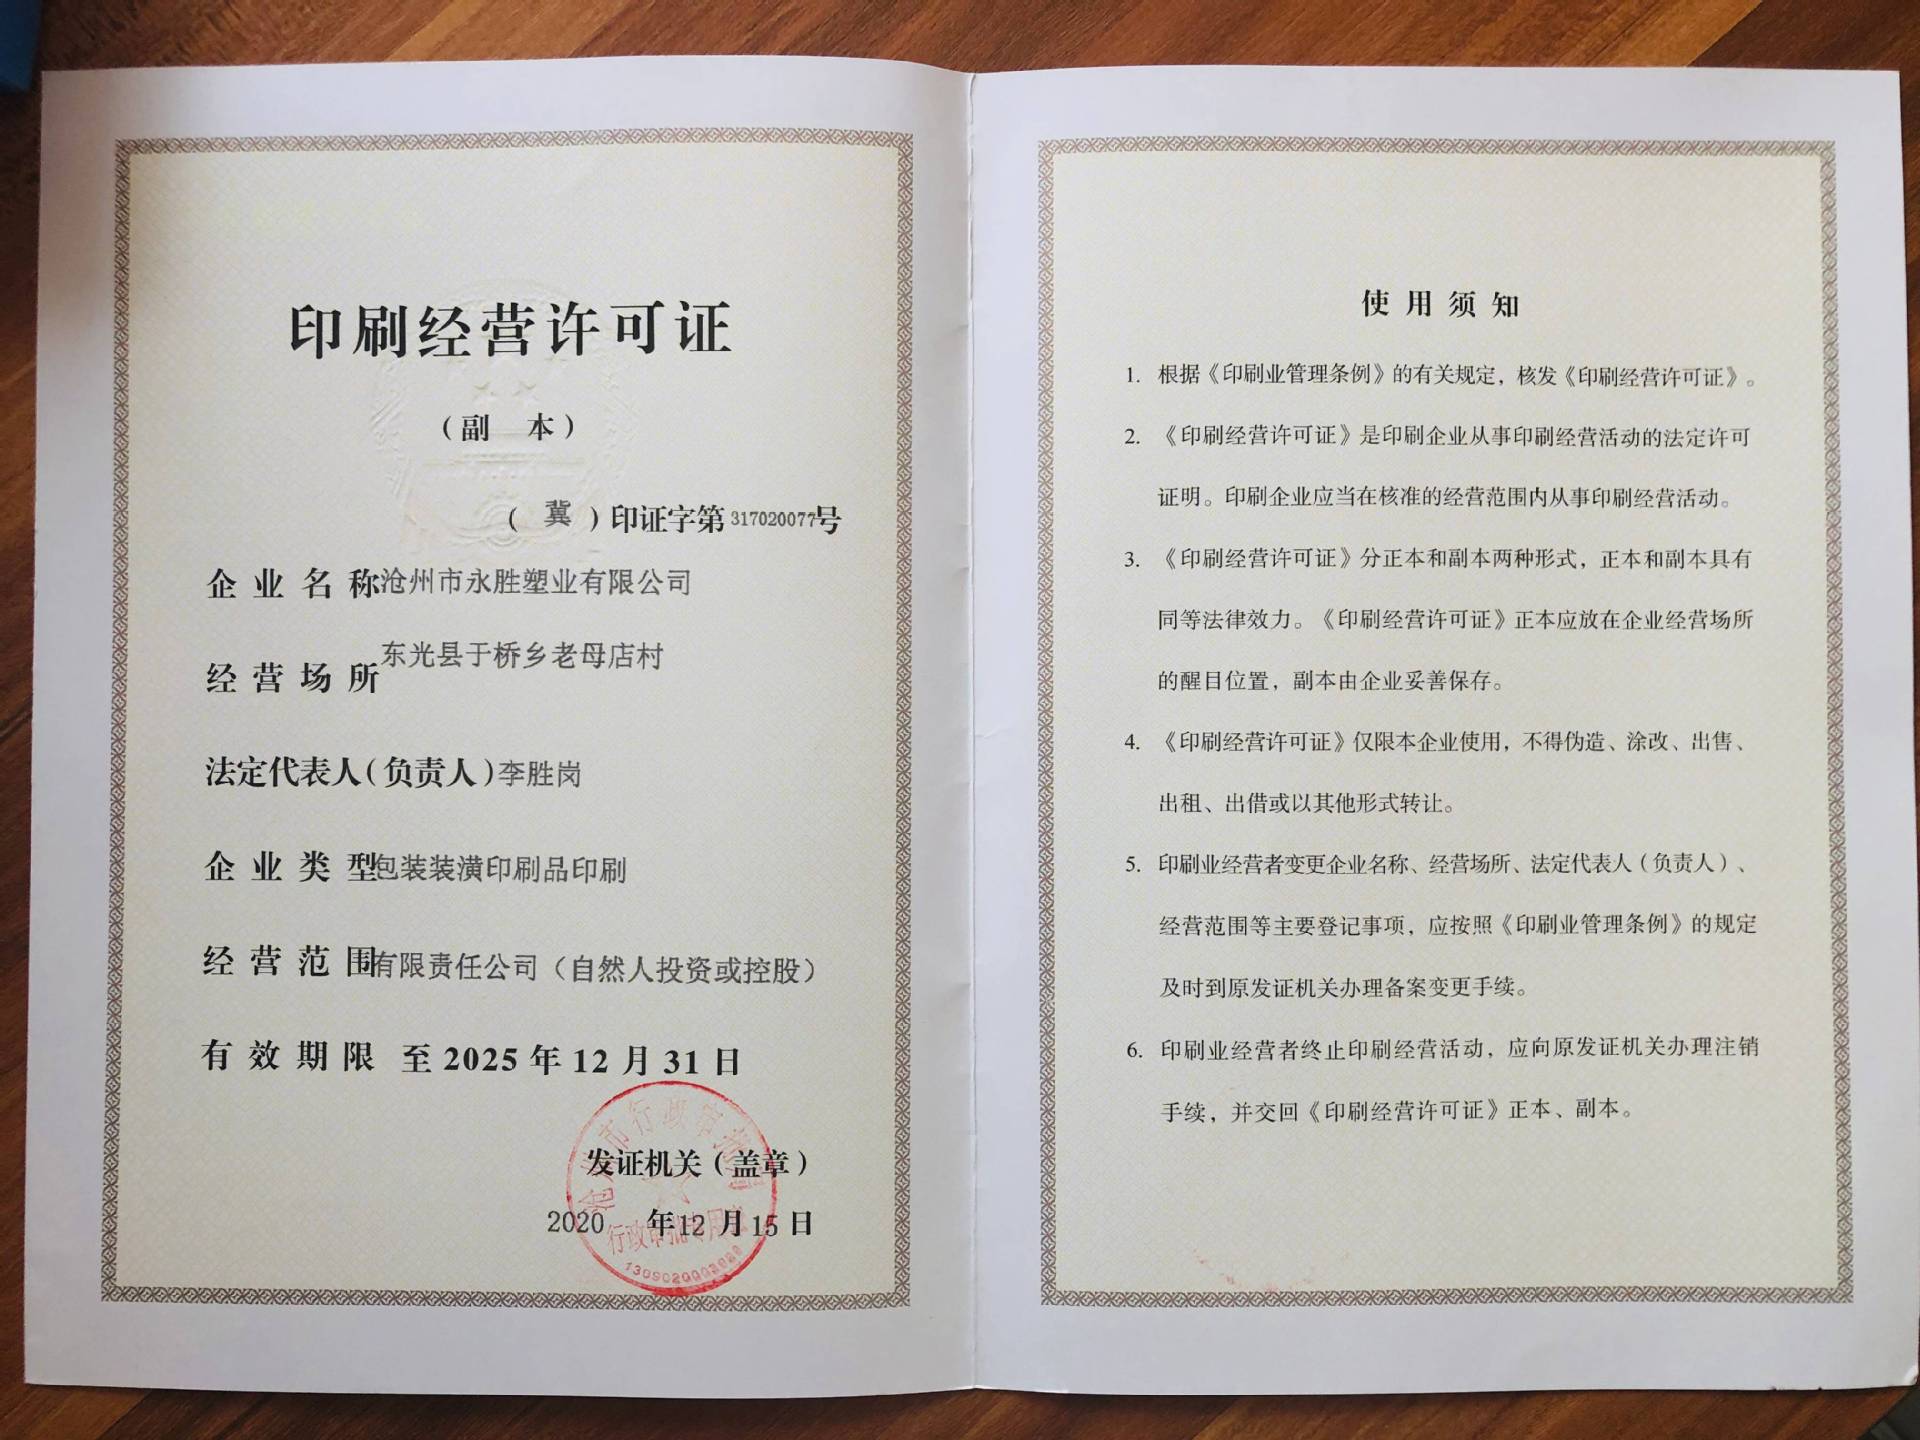 印刷经营许可证
（副 本）
（ 冀 ）印证字第317020077号
企业名称沧州市永胜塑业有限公司
经营场所东光县于桥乡老母店村
法定代表人（负责人）李胜岗
企业类型包装装潢印刷品印刷
经营范围有限责任公司（自然人投资或控股）
有效期限 至2025年12月31日
发证机关（盖章）
2020 年12月15日
沧州市行政审批局
行政审批专用章
使用须知
1. 根据《印刷业管理条例》的有关规定，核发《印刷经营许可证》。
2. 《印刷经营许可证》是印刷企业从事印刷经营活动的法定许可
证明。印刷企业应当在核准的经营范围内从事印刷经营活动。
3. 《印刷经营许可证》分正本和副本两种形式，正本和副本具有
同等法律效力。《印刷经营许可证》正本应放在企业经营场所
的醒目位置，副本由企业妥善保存。
4. 《印刷经营许可证》仅限本企业使用，不得伪造、涂改、出售、
出租、出借或以其他形式转让。
5. 印刷业经营者变更企业名称、经营场所、法定代表人（负责人）、
经营范围等主要登记事项，应按照《印刷业管理条例》的规定
及时到原发证机关办理备案变更手续。
6. 印刷业经营者终止印刷经营活动，应向原发证机关办理注销
手续，并交回《印刷经营许可证》正本、副本。